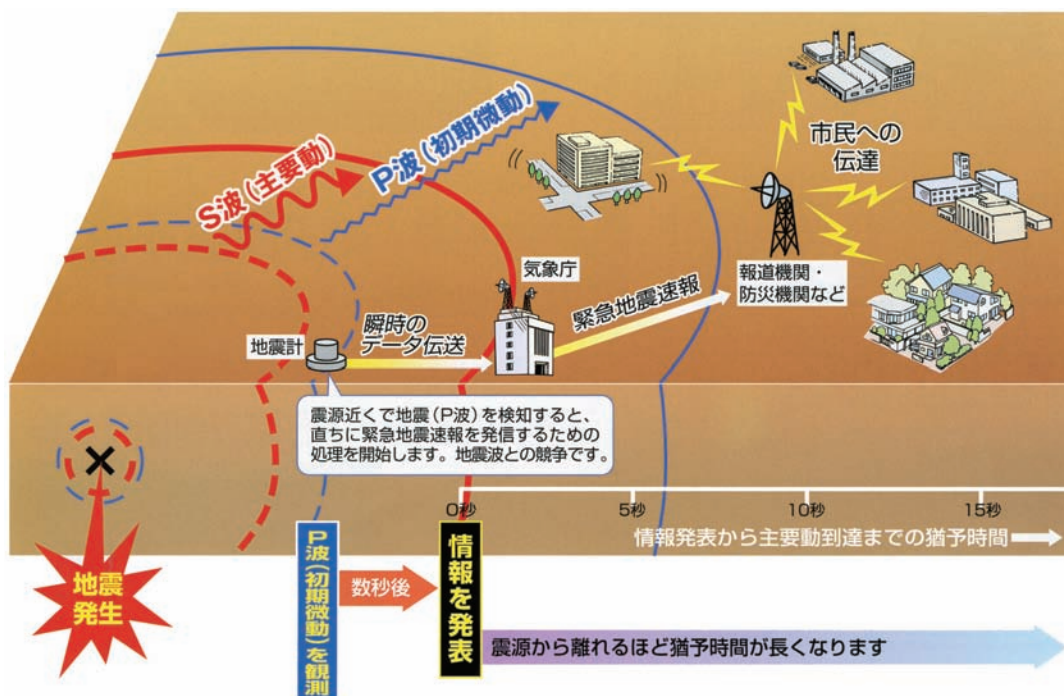 S波(主要動)
P波(初期微動)
市民への
伝達
気象庁
緊急地震速報
報道機関・
防災機関など
地震計
瞬時の
データ伝送
震源近くで地震(P波)を検知すると、
直ちに緊急地震速報を発信するための
処理を開始します。地震波との競争です。
0秒
5秒
10秒
15秒
情報発表から主要動到達までの猶予時間
地震
発生
P波(初期微動)を観測
数秒後
情報を発表
震源から離れるほど猶予時間が長くなります